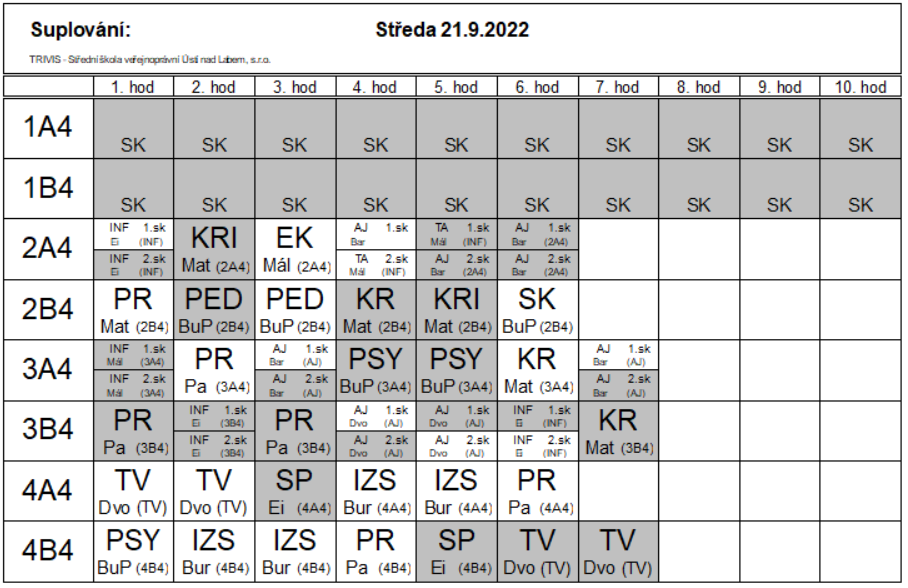 Suplování: Středa 21.9.2022
TRIVIS - Střední škola veřejnoprávní Ústí nad Labem, s.r.o.
1. hod 2. hod 3. hod 4. hod 5. hod 6. hod 7. hod 8. hod 9. hod 10. hod
1A4 SK SK SK SK SK SK SK SK SK SK
1B4 SK SK SK SK SK SK SK SK SK SK
INF 1.sk KRI EK AJ 1.sk TA 1.sk AJ 1.sk
Ei (INF) Bar Mál (INF) Bar (2A4)
2A4
INF 2.sk TA 2.sk AJ 2.sk AJ 2.sk
Ei (INF) Mat (2A4) Mál (2A4) Mál (INF) Bar (2A4) Bar (2A4)
2B4 PR PED PED KR KRI SK
Mat (2B4) BuP (2B4) BuP (2B4) Mat (2B4) Mat (2B4) BuP (2B4)
INF 1.sk PR AJ 1.sk PSY PSY KR AJ 1.sk
Mál (3A4) Bar (AJ) Bar (AJ)
3A4
INF 2.sk AJ 2.sk AJ 2.sk
Mál (3A4) Pa (3A4) Bar (AJ) BuP (3A4) BuP (3A4) Mat (3A4) Bar (AJ)
PR INF 1.sk PR AJ 1.sk AJ 1.sk INF 1.sk KR
Ei (3B4) Dvo (AJ) Dvo (AJ) Ei (INF)
3B4
INF 2.sk AJ 2.sk AJ 2.sk INF 2.sk
Pa (3B4) Ei (3B4) Pa (3B4) Dvo (AJ) Dvo (AJ) Ei (INF) Mat (3B4)
4A4 TV TV SP IZS IZS PR
Dvo (TV) Dvo (TV) Ei (4A4) Bur (4A4) Bur (4A4) Pa (4A4)
4B4 PSY IZS IZS PR SP TV TV
BuP (4B4) Bur (4B4) Bur (4B4) Pa (4B4) Ei (4B4) Dvo (TV) Dvo (TV)